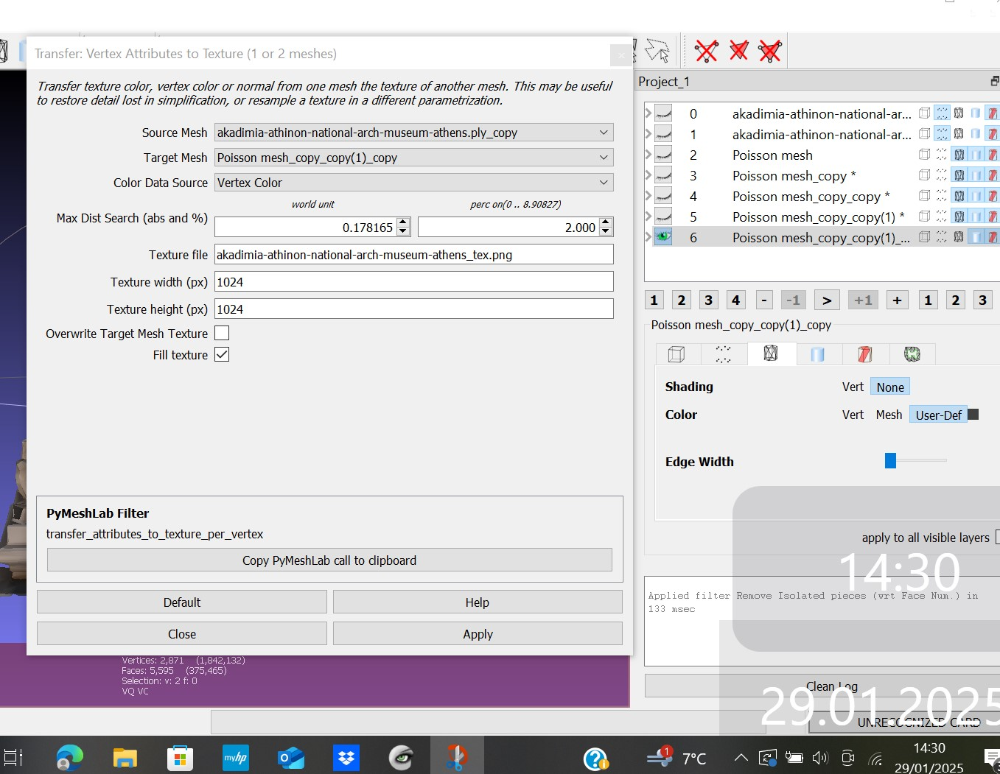 Transfer: Vertex Attributes to Texture (1 or 2 meshes)
Transfer texture color, vertex color or normal from one mesh the texture of another mesh. This may be useful
to restore detail lost in simplification, or resample a texture in a different parametrization.
Source Mesh akadimia-athinon-national-arch-museum-athens.ply_copy
Target Mesh Poisson mesh_copy_copy(1)_copy
Color Data Source Vertex Color
world unit perc on(0 .. 8.90827)
Max Dist Search (abs and %) 0.178165 2.000
Texture file akadimia-athinon-national-arch-museum-athens_tex.png
Texture width (px) 1024
Texture height (px) 1024
Overwrite Target Mesh Texture
Fill texture
PyMeshLab Filter
transfer_attributes_to_texture_per_vertex
Copy PyMeshLab call to clipboard
Default Help
Close Apply
Vertices: 2,871 (1,842,132)
Faces: 5,595 (375,465)
Selection: v: 2 f: 0
VQ VC
Project_1
0 akadimia-athinon-national-ar...
1 akadimia-athinon-national-ar...
2 Poisson mesh
3 Poisson mesh_copy *
4 Poisson mesh_copy_copy *
5 Poisson mesh_copy_copy(1) *
6 Poisson mesh_copy_copy(1)_...
1 2 3 4 - -1 > +1 + 1 2 3
Poisson mesh_copy_copy(1)_copy
Shading Vert None
Color Vert Mesh User-Def
Edge Width
apply to all visible layers
14:30
Applied filter Remove Isolated pieces (wrt Face Num.) in
133 msec
Clean Log
29.01.2025
UNRECOGNIZED CARD
myhp
1
7°C
14:30
29/01/2025